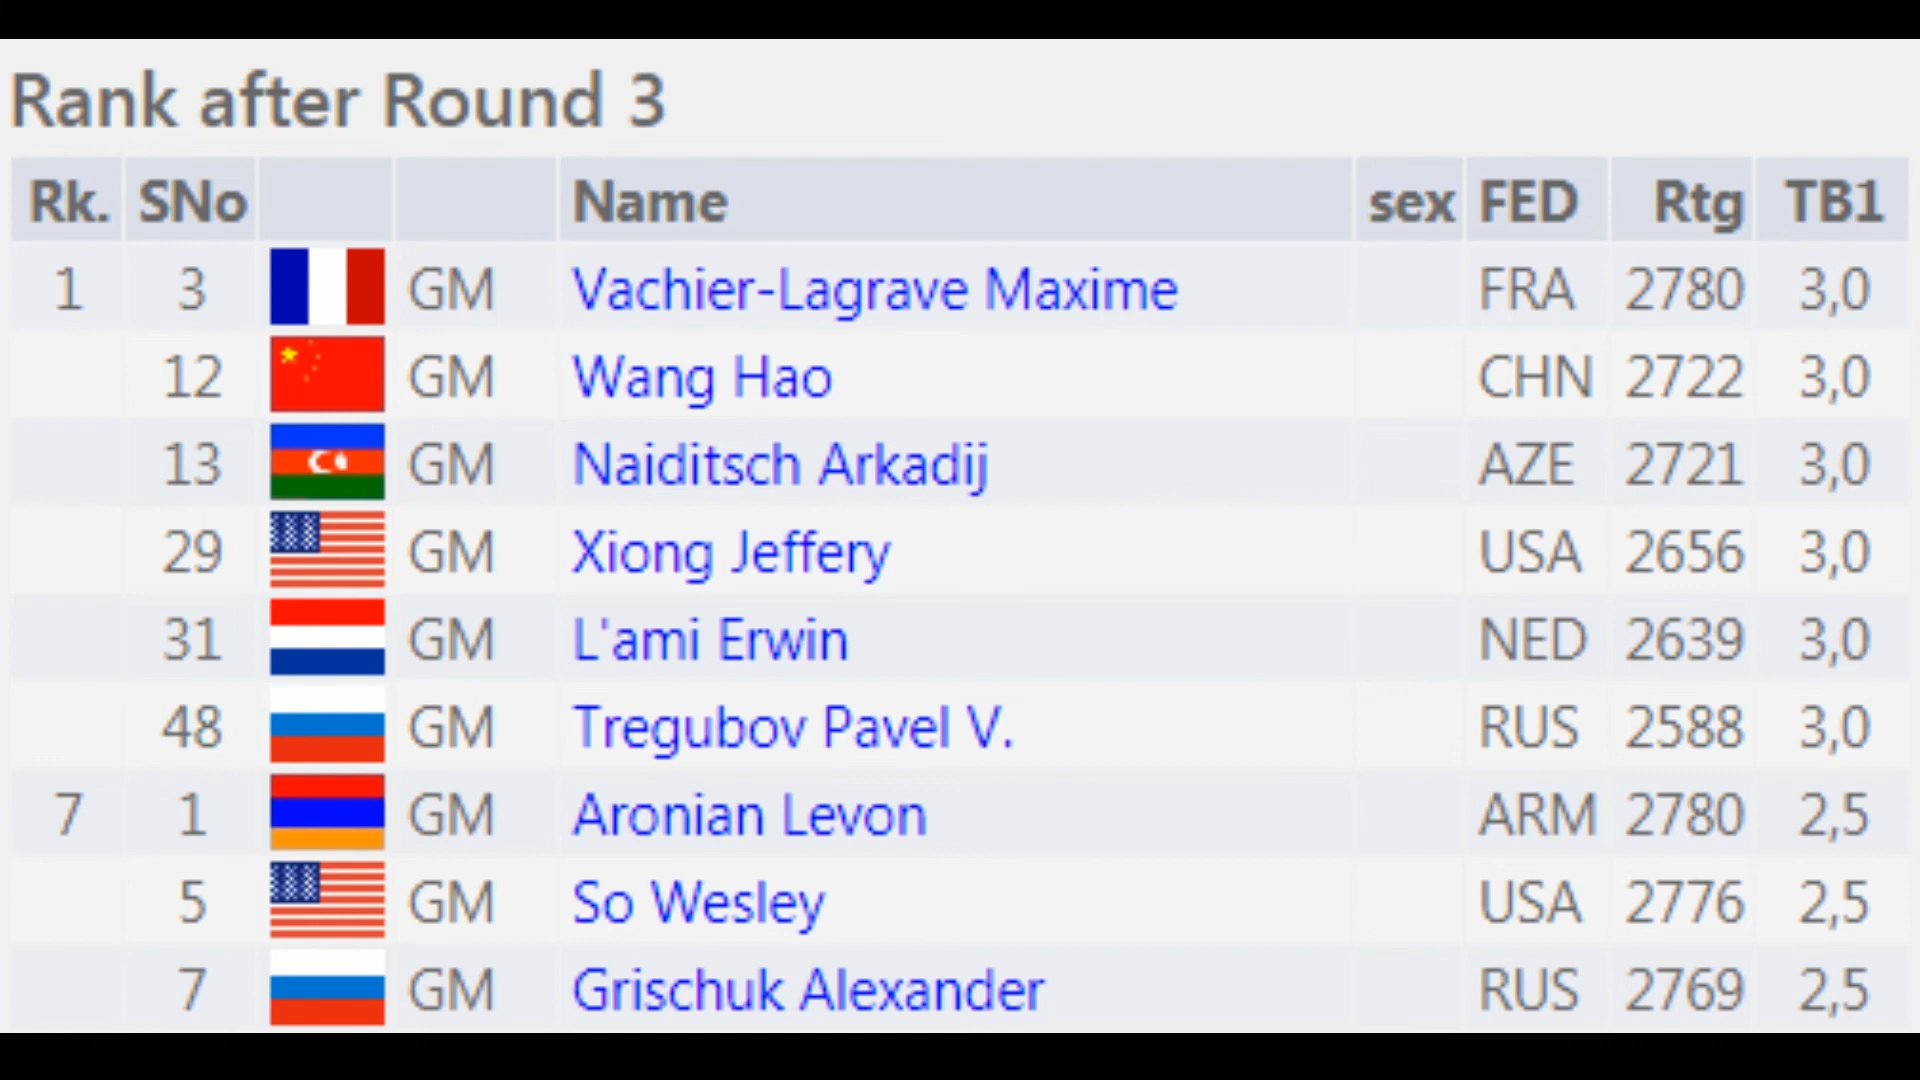 Rank after Round 3
Rk. SNo Name sex FED Rtg TB1
1 3 GM Vachier-Lagrave Maxime FRA 2780 3,0
12 GM Wang Hao CHN 2722 3,0
13 GM Naiditsch Arkadij AZE 2721 3,0
29 GM Xiong Jeffery USA 2656 3,0
31 GM L'ami Erwin NED 2639 3,0
48 GM Tregubov Pavel V. RUS 2588 3,0
7 1 GM Aronian Levon ARM 2780 2,5
5 GM So Wesley USA 2776 2,5
7 GM Grischuk Alexander RUS 2769 2,5